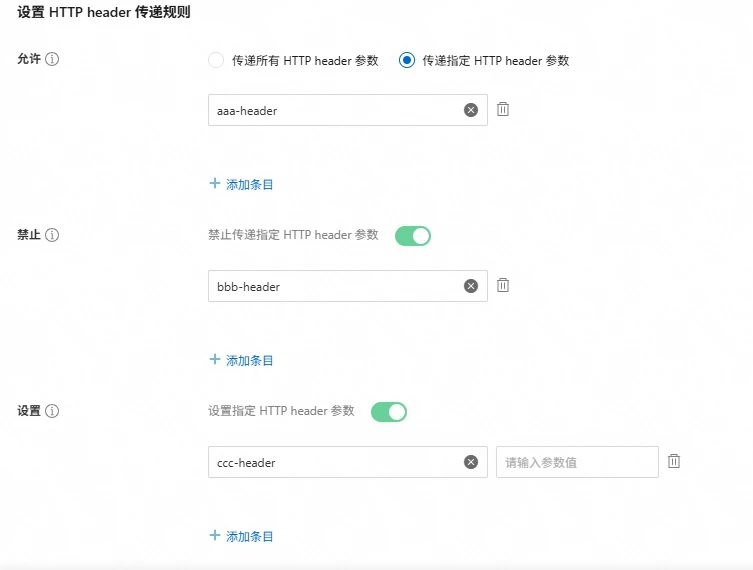 设置 HTTP header 传递规则
允许 传递所有 HTTP header 参数 传递指定 HTTP header 参数
aaa-header
+ 添加条目
禁止 禁止传递指定 HTTP header 参数
bbb-header
+ 添加条目
设置 设置指定 HTTP header 参数
ccc-header 请输入参数值
+ 添加条目